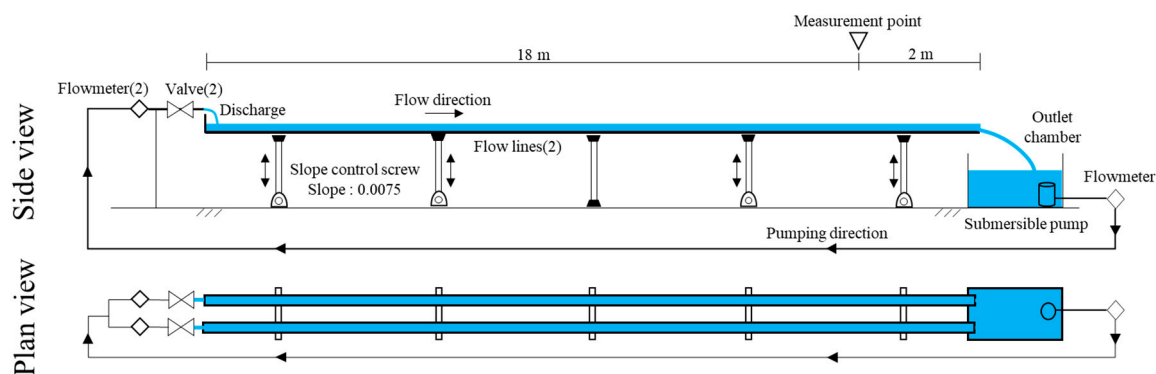 Measurement point
18 m
2 m
Flowmeter(2)
Valve(2)
Discharge
Flow direction
Outlet
chamber
Side view
Flow lines(2)
Slope control screw
Slope : 0.0075
Flowmeter
Submersible pump
Pumping direction
Plan view